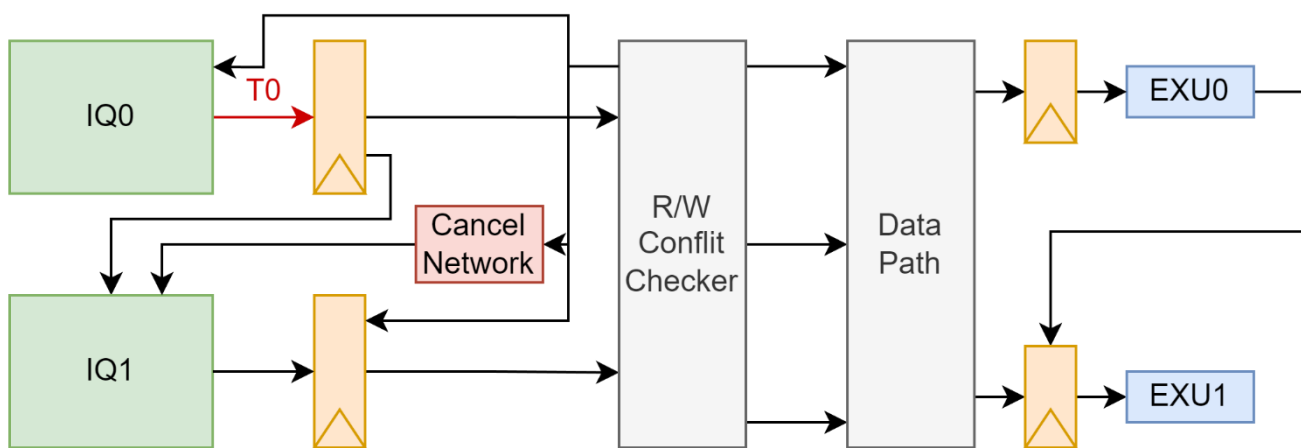 T0
IQ0
EXU0
R/W
Conflit
Checker
Data
Path
Cancel
Network
IQ1
EXU1